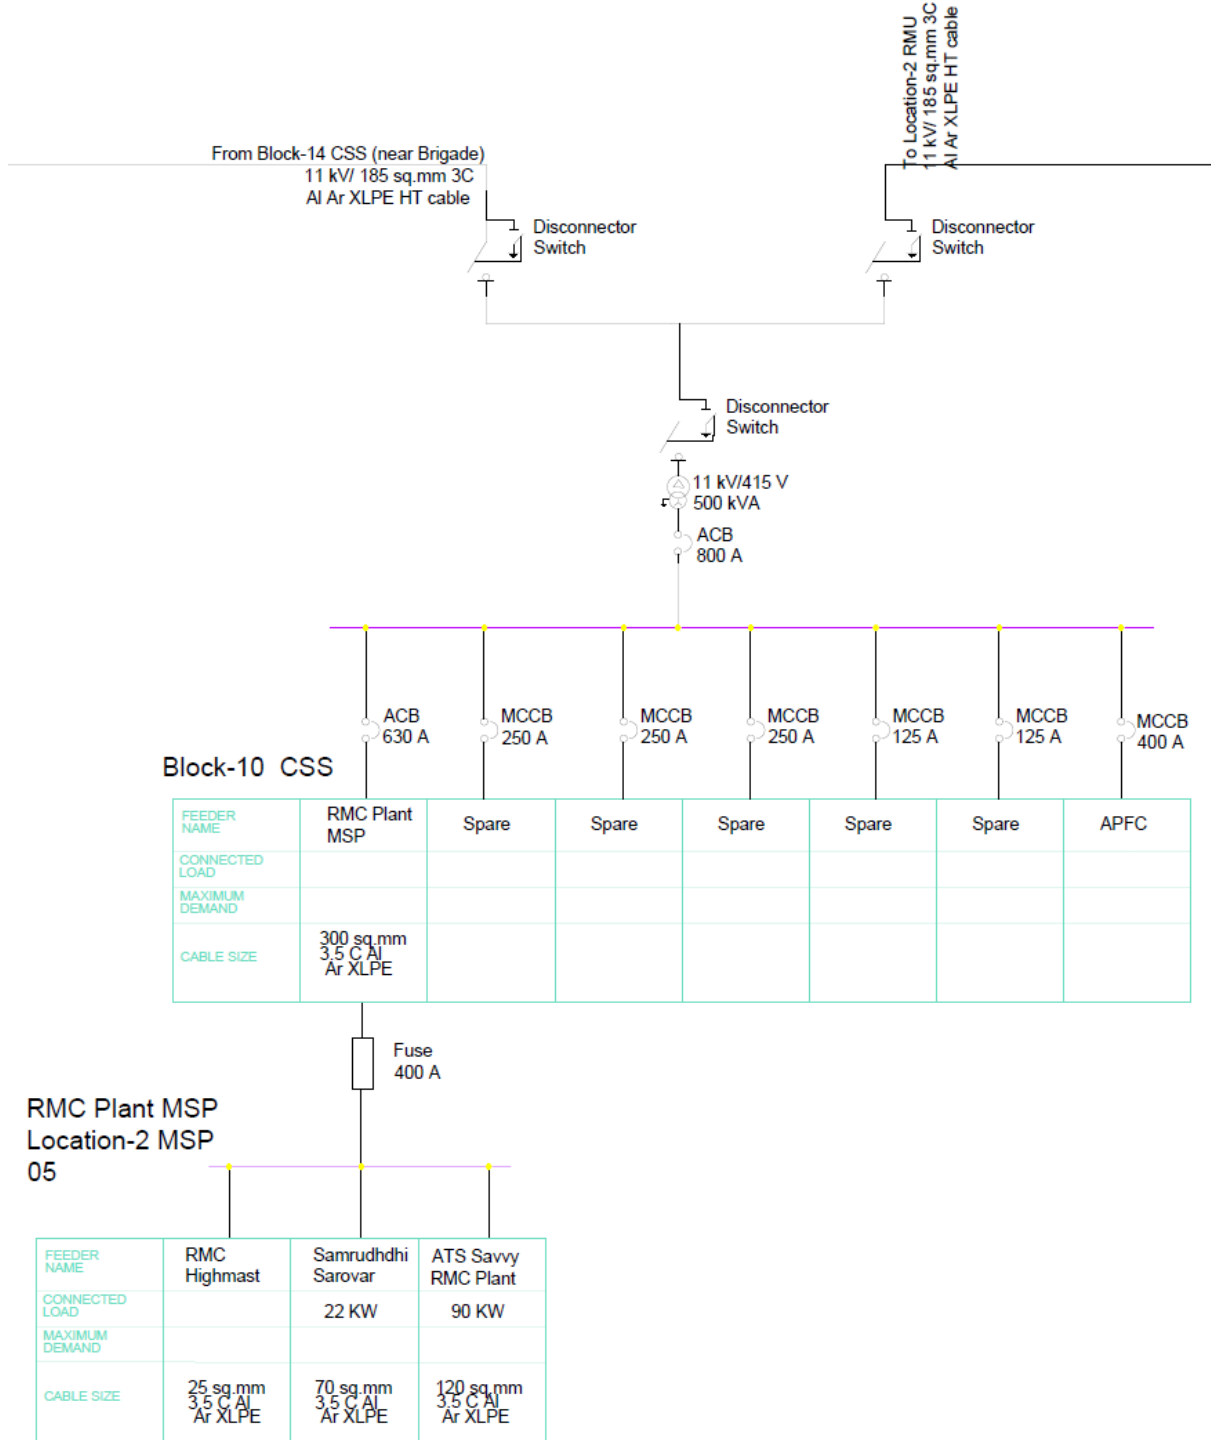 To Location-2 RMU
11 kV/ 185 sq.mm 3C
Al Ar XLPE HT cable
From Block-14 CSS (near Brigade)
11 kV/ 185 sq.mm 3C
Al Ar XLPE HT cable
Disconnector
Switch
Disconnector
Switch
Disconnector
Switch
11 kV/415 V
500 kVA
ACB
800 A
ACB
630 A
MCCB
250 A
MCCB
250 A
MCCB
250 A
MCCB
125 A
MCCB
125 A
MCCB
400 A
Block-10 CSS
FEEDER
NAME
RMC Plant
MSP
Spare
Spare
Spare
Spare
Spare
APFC
CONNECTED
LOAD
MAXIMUM
DEMAND
CABLE SIZE
300 sq.mm
3.5 C Al
Ar XLPE
Fuse
400 A
RMC Plant MSP
Location-2 MSP
05
FEEDER
NAME
RMC
Highmast
Samrudhdhi
Sarovar
ATS Savvy
RMC Plant
CONNECTED
LOAD
22 KW
90 KW
MAXIMUM
DEMAND
CABLE SIZE
25 sq.mm
3.5 C Al
Ar XLPE
70 sq.mm
3.5 C Al
Ar XLPE
120 sq.mm
3.5 C Al
Ar XLPE